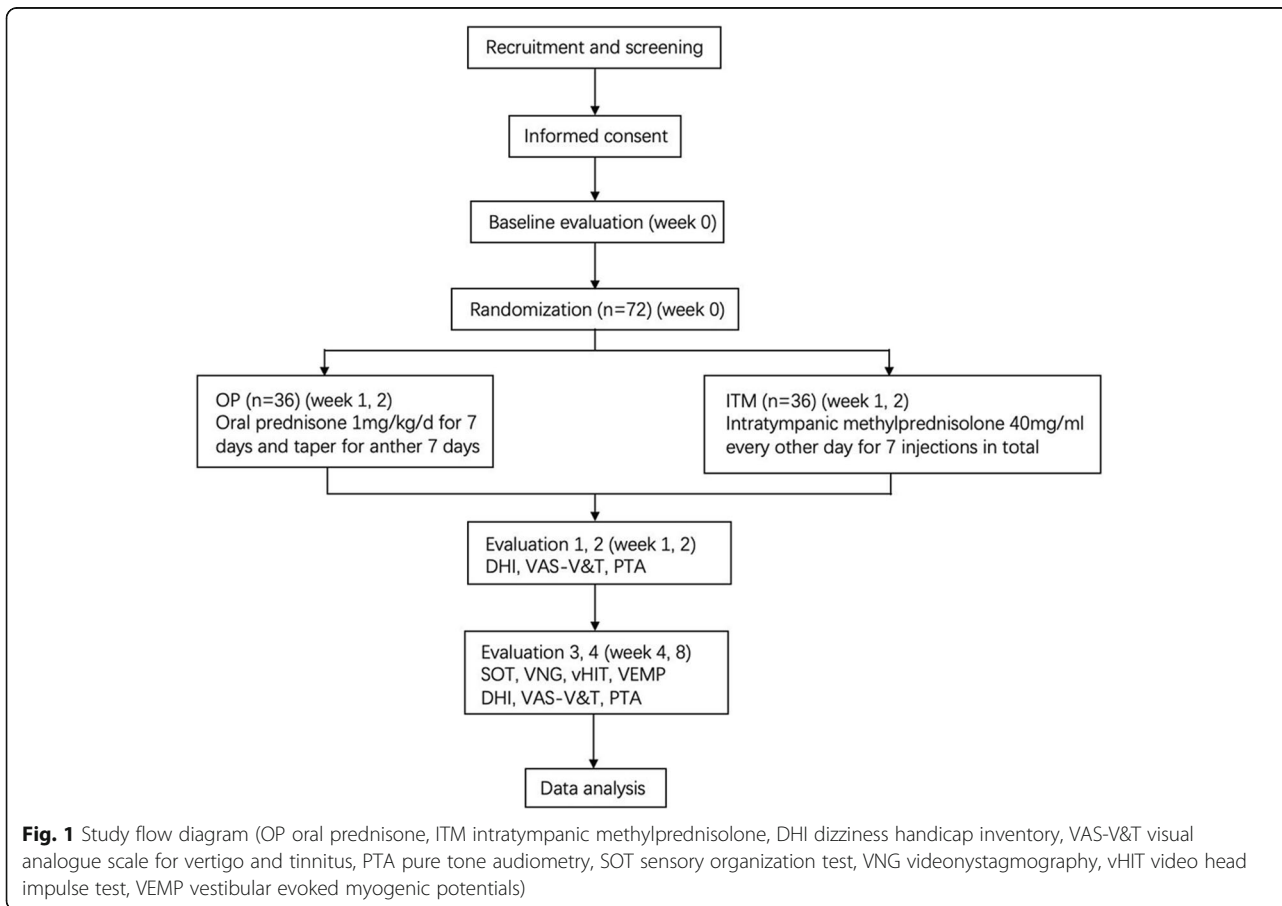 Recruitment and screening
Informed consent
Baseline evaluation (week 0)
Randomization (n=72) (week 0)
OP (n=36) (week 1, 2)
Oral prednisone 1mg/kg/d for 7
days and taper for anther 7 days
ITM (n=36) (week 1, 2)
Intratympanic methylprednisolone 40mg/ml
every other day for 7 injections in total
Evaluation 1, 2 (week 1, 2)
DHI, VAS-V&T, PTA
Evaluation 3, 4 (week 4, 8)
SOT, VNG, vHIT, VEMP
DHI, VAS-V&T, PTA
Data analysis
Fig. 1 Study flow diagram (OP oral prednisone, ITM intratympanic methylprednisolone, DHI dizziness handicap inventory, VAS-V&T visual
analogue scale for vertigo and tinnitus, PTA pure tone audiometry, SOT sensory organization test, VNG videonystagmography, vHIT video head
impulse test, VEMP vestibular evoked myogenic potentials)